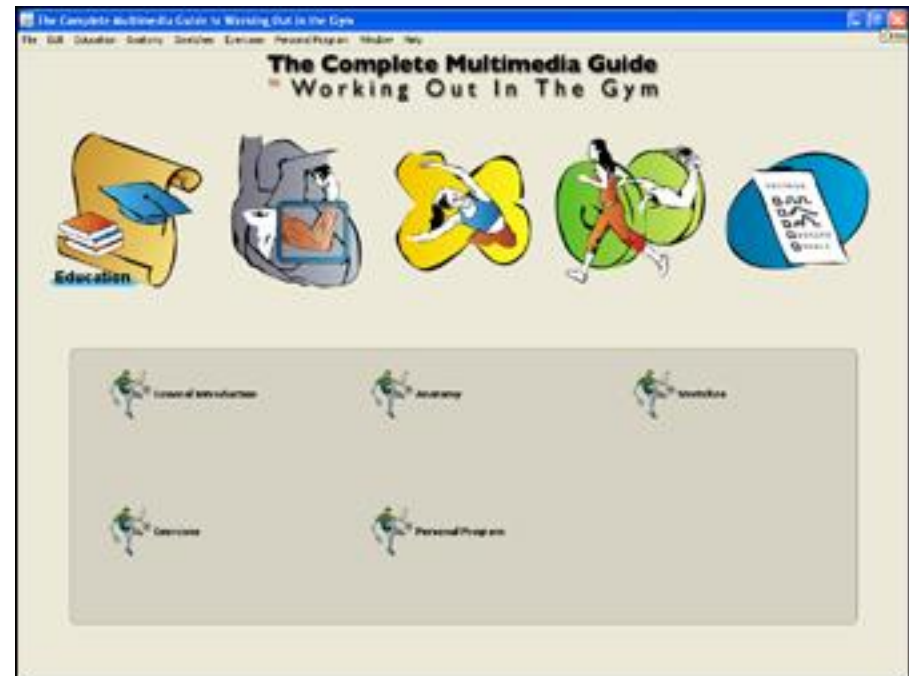 The Complete Multimedia Guide to Working Out in the Gym
File Edit Education Anatomy Stretches Exercises Personal Program Window Help
The Complete Multimedia Guide
to Working Out In The Gym
Education
General Introduction
Anatomy
Stretches
Exercises
Personal Program